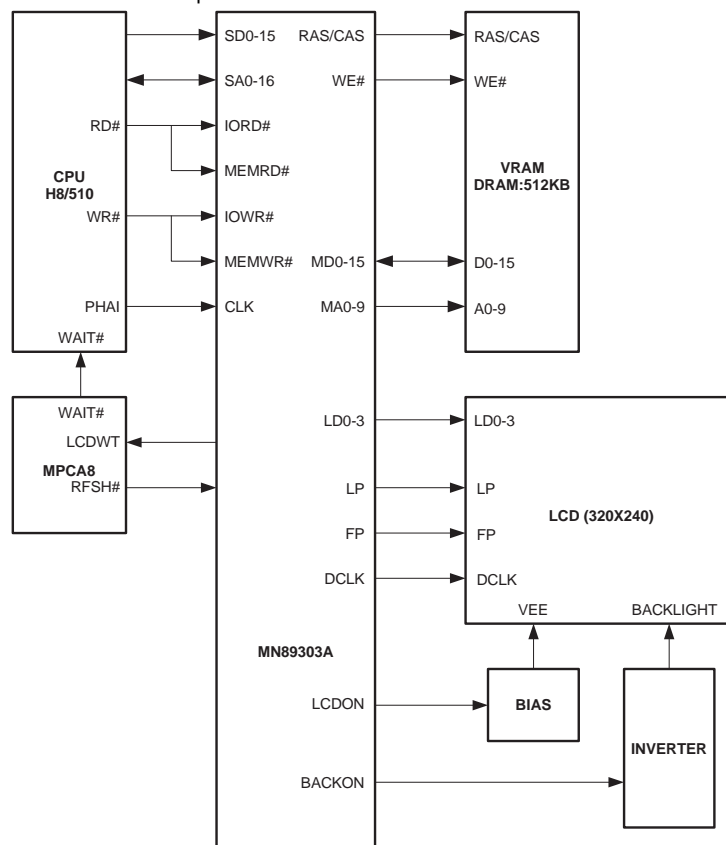 SD0-15 RAS/CAS RAS/CAS
SA0-16 WE# WE#
RD# IORD#
CPU
H8/510
MEMRD#
VRAM
DRAM:512KB
WR# IOWR#
MEMWR# MD0-15 D0-15
PHAI CLK MA0-9 A0-9
WAIT#
WAIT#
LCDWT
MPCA8
RFSH#
LD0-3 LD0-3
LP LP
LCD (320X240)
FP FP
DCLK DCLK
VEE BACKLIGHT
MN89303A
LCDON BIAS
INVERTER
BACKON